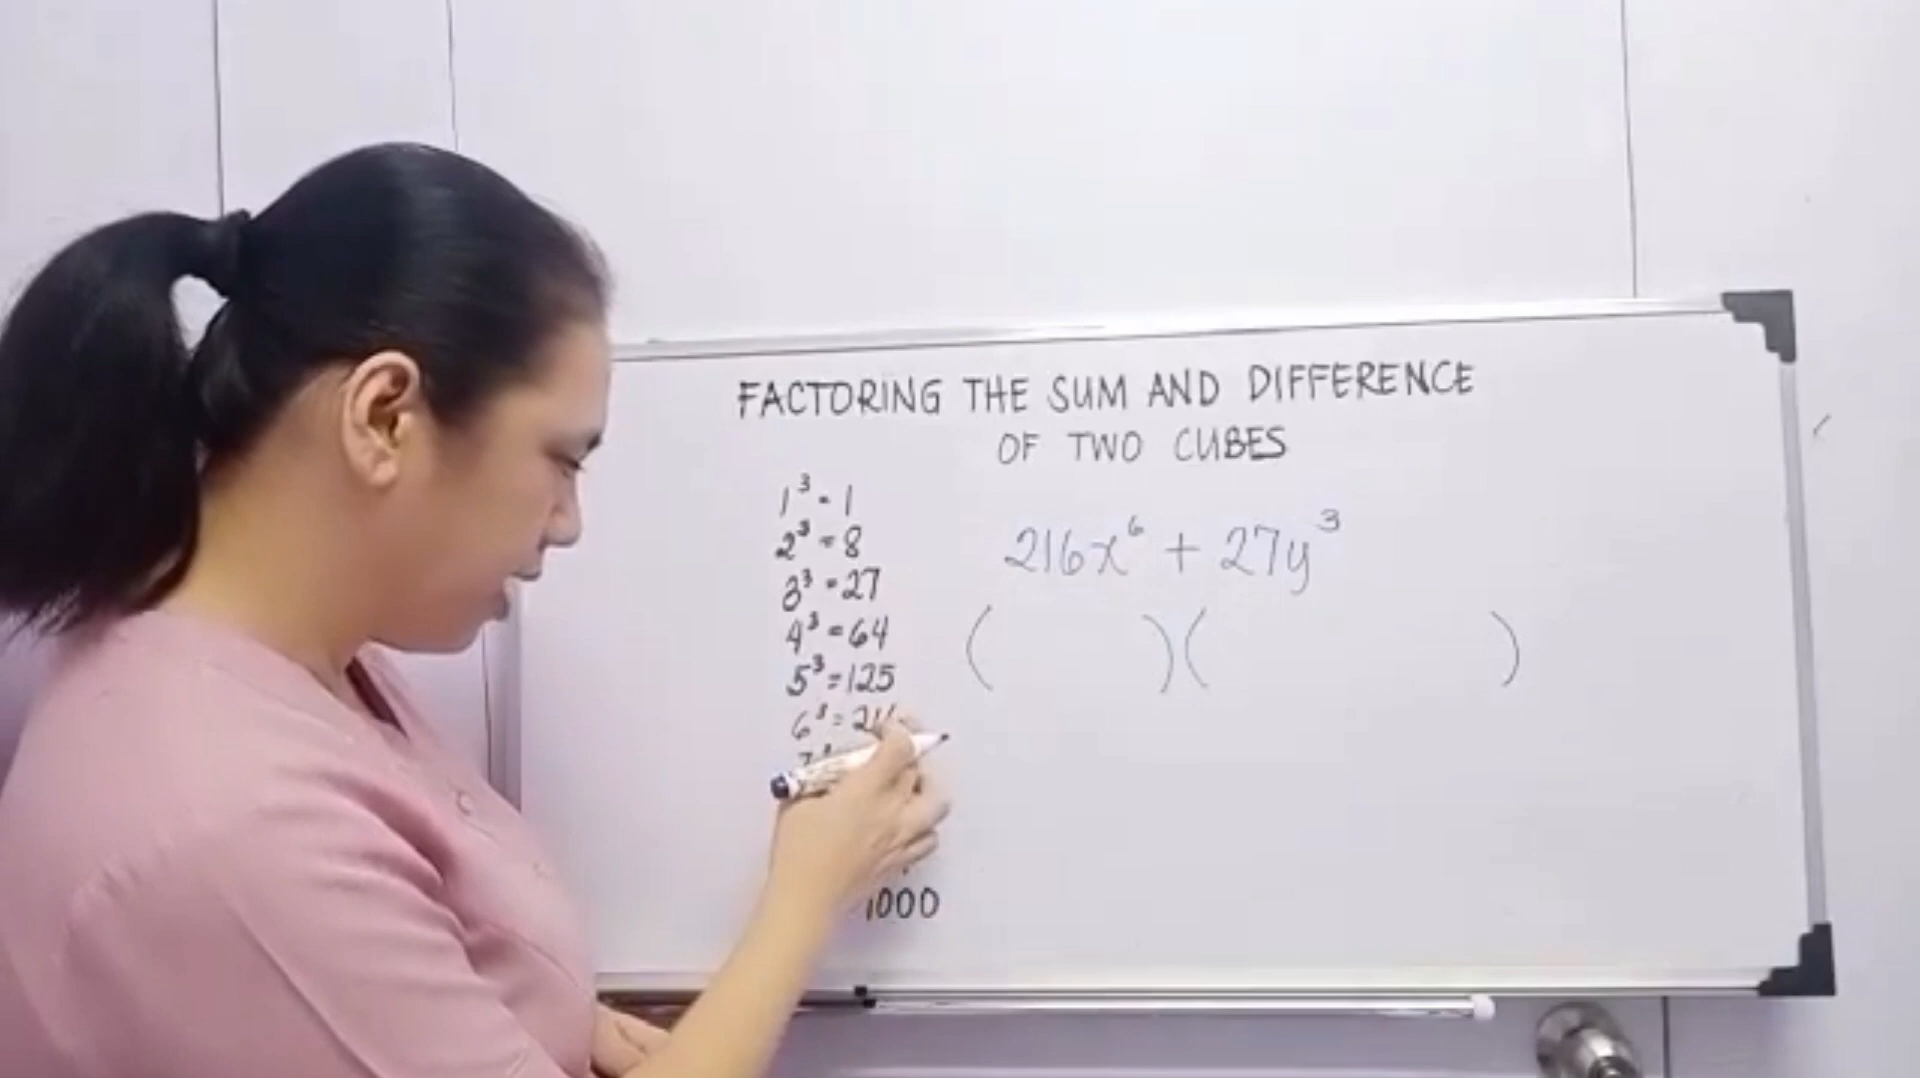 FACTORING THE SUM AND DIFFERENCE
OF TWO CUBES
1³ = 1
2³ = 8
3³ = 27
4³ = 64
5³ = 125
6³ =
1000
216x⁶ + 27y³
( )( )